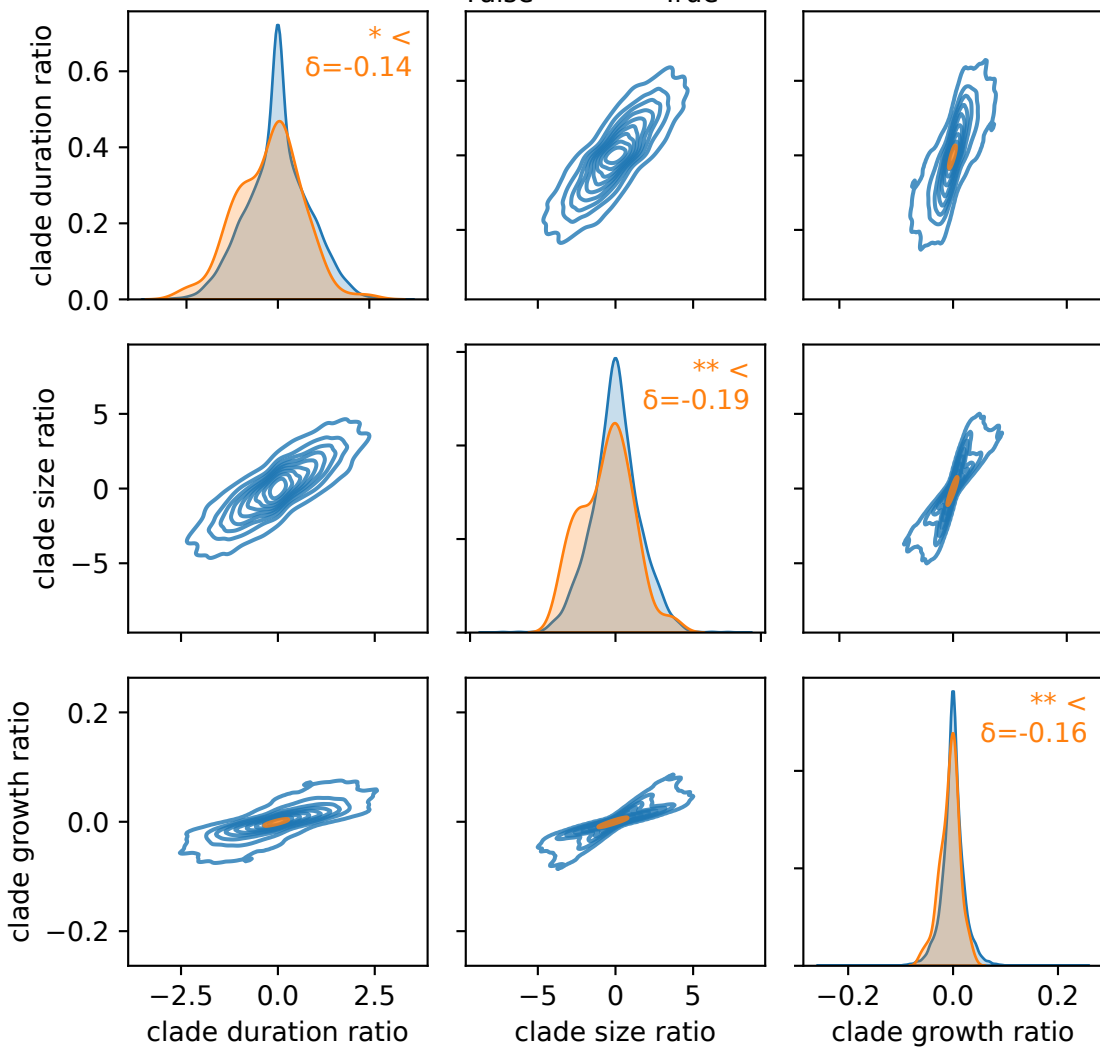 * <
δ=-0.14
clade duration ratio
0.6
0.4
0.2
0.0
** <
δ=-0.19
clade size ratio
5
0
−5
** <
δ=-0.16
clade growth ratio
0.2
0.0
−0.2
−2.5 0.0 2.5 −5 0 5 −0.2 0.0 0.2
clade duration ratio clade size ratio clade growth ratio